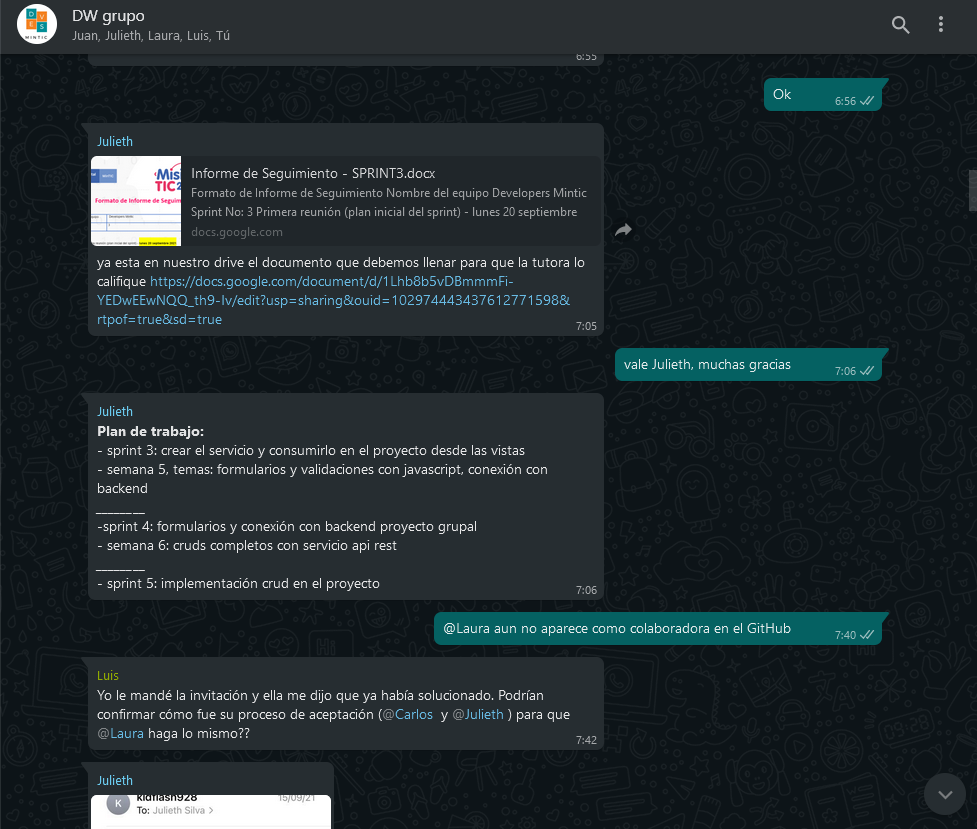 DW grupo
Juan, Julieth, Laura, Luis, Tú
6:55
Ok
6:56
Julieth
Informe de Seguimiento - SPRINT3.docx
Formato de Informe de Seguimiento Nombre del equipo Developers Mintic
Sprint No: 3 Primera reunión (plan inicial del sprint) - lunes 20 septiembre
docs.google.com
ya esta en nuestro drive el documento que debemos llenar para que la tutora lo
califique https://docs.google.com/document/d/1Lhb8b5vDBmmmFi-
YEDwEEwNQQ_th9-Iv/edit?usp=sharing&ouid=102974443437612771598&
rtpof=true&sd=true
7:05
vale Julieth, muchas gracias
7:06
Julieth
Plan de trabajo:
- sprint 3: crear el servicio y consumirlo en el proyecto desde las vistas
- semana 5, temas: formularios y validaciones con javascript, conexión con
backend
________
-sprint 4: formularios y conexión con backend proyecto grupal
- semana 6: cruds completos con servicio api rest
________
- sprint 5: implementación crud en el proyecto
7:06
@Laura aun no aparece como colaboradora en el GitHub
7:40
Luis
Yo le mandé la invitación y ella me dijo que ya había solucionado. Podrían
confirmar cómo fue su proceso de aceptación (@Carlos y @Julieth ) para que
@Laura haga lo mismo??
7:42
Julieth
K
kidflash928
15/09/21
To: Julieth Silva >